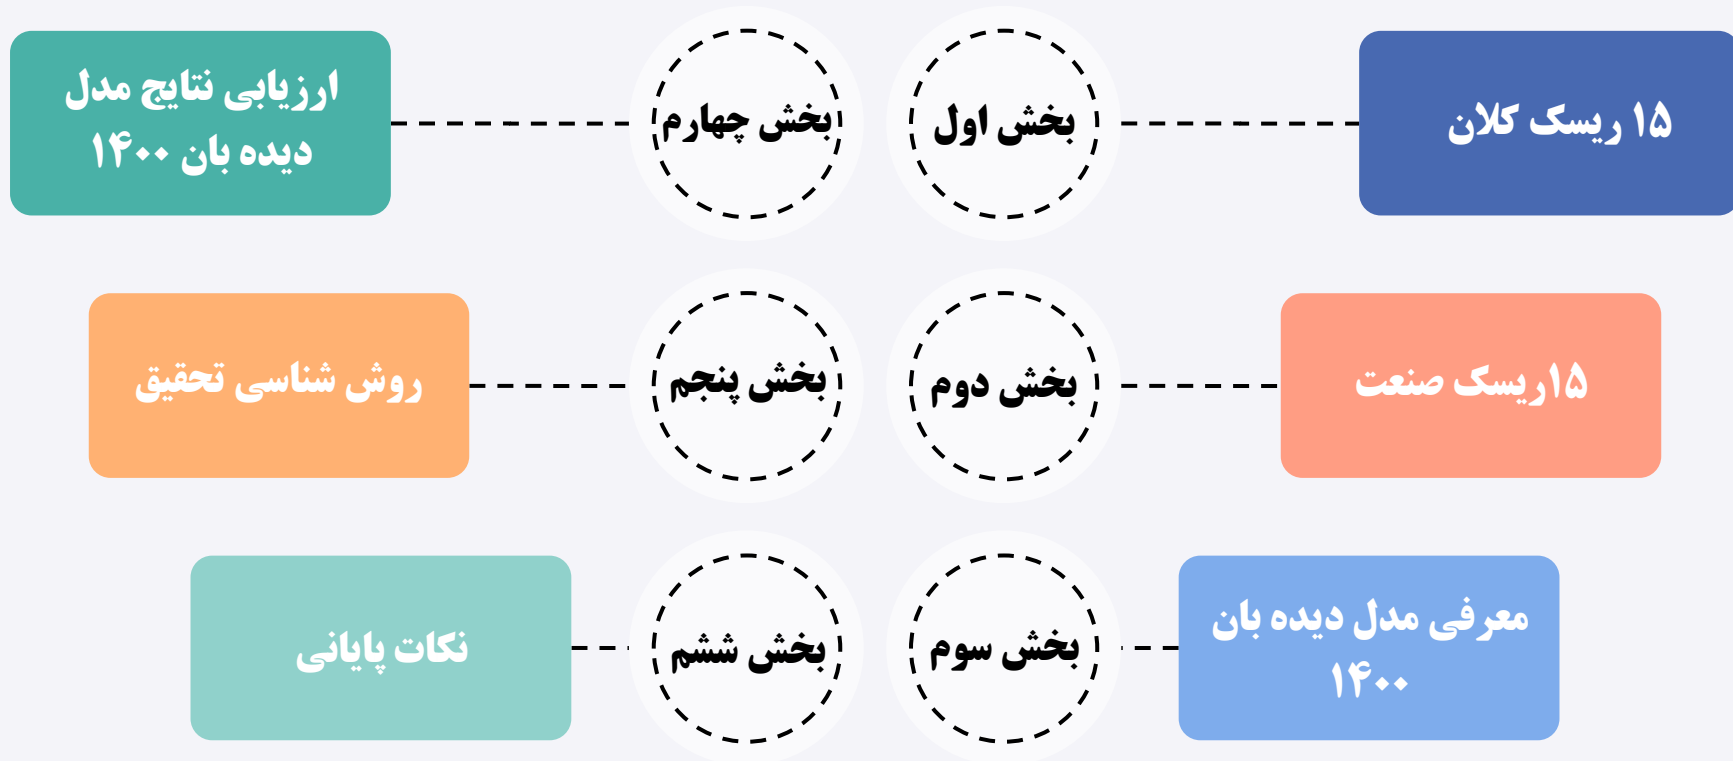 بخش اول
۱۵ ریسک کلان
بخش دوم
۱۵ریسک صنعت
بخش سوم
معرفی مدل دیده بان
۱۴۰۰
بخش چهارم
ارزیابی نتایج مدل
دیده بان ۱۴۰۰
بخش پنجم
روش شناسی تحقیق
بخش ششم
نکات پایانی